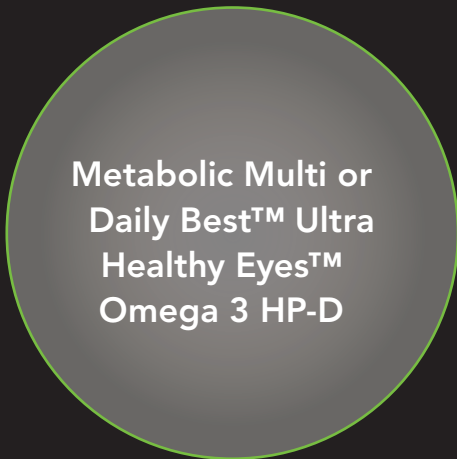 Metabolic Multi or
Daily Best™ Ultra
Healthy Eyes™
Omega 3 HP-D